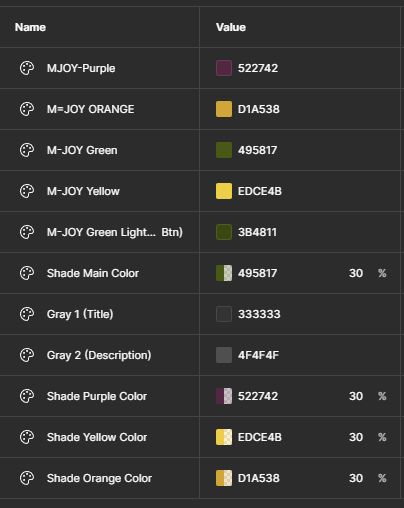 Name Value
MJOY-Purple 522742
M=JOY ORANGE D1A538
M-JOY Green 495817
M-JOY Yellow EDCE4B
M-JOY Green Light... Btn) 3B4811
Shade Main Color 495817 30 %
Gray 1 (Title) 333333
Gray 2 (Description) 4F4F4F
Shade Purple Color 522742 30 %
Shade Yellow Color EDCE4B 30 %
Shade Orange Color D1A538 30 %